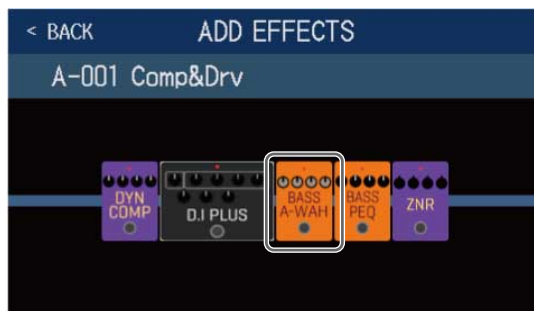 < BACK ADD EFFECTS
A-001 Comp&Drv
DYN COMP
D.I PLUS
BASS A-WAH
BASS PEQ
ZNR